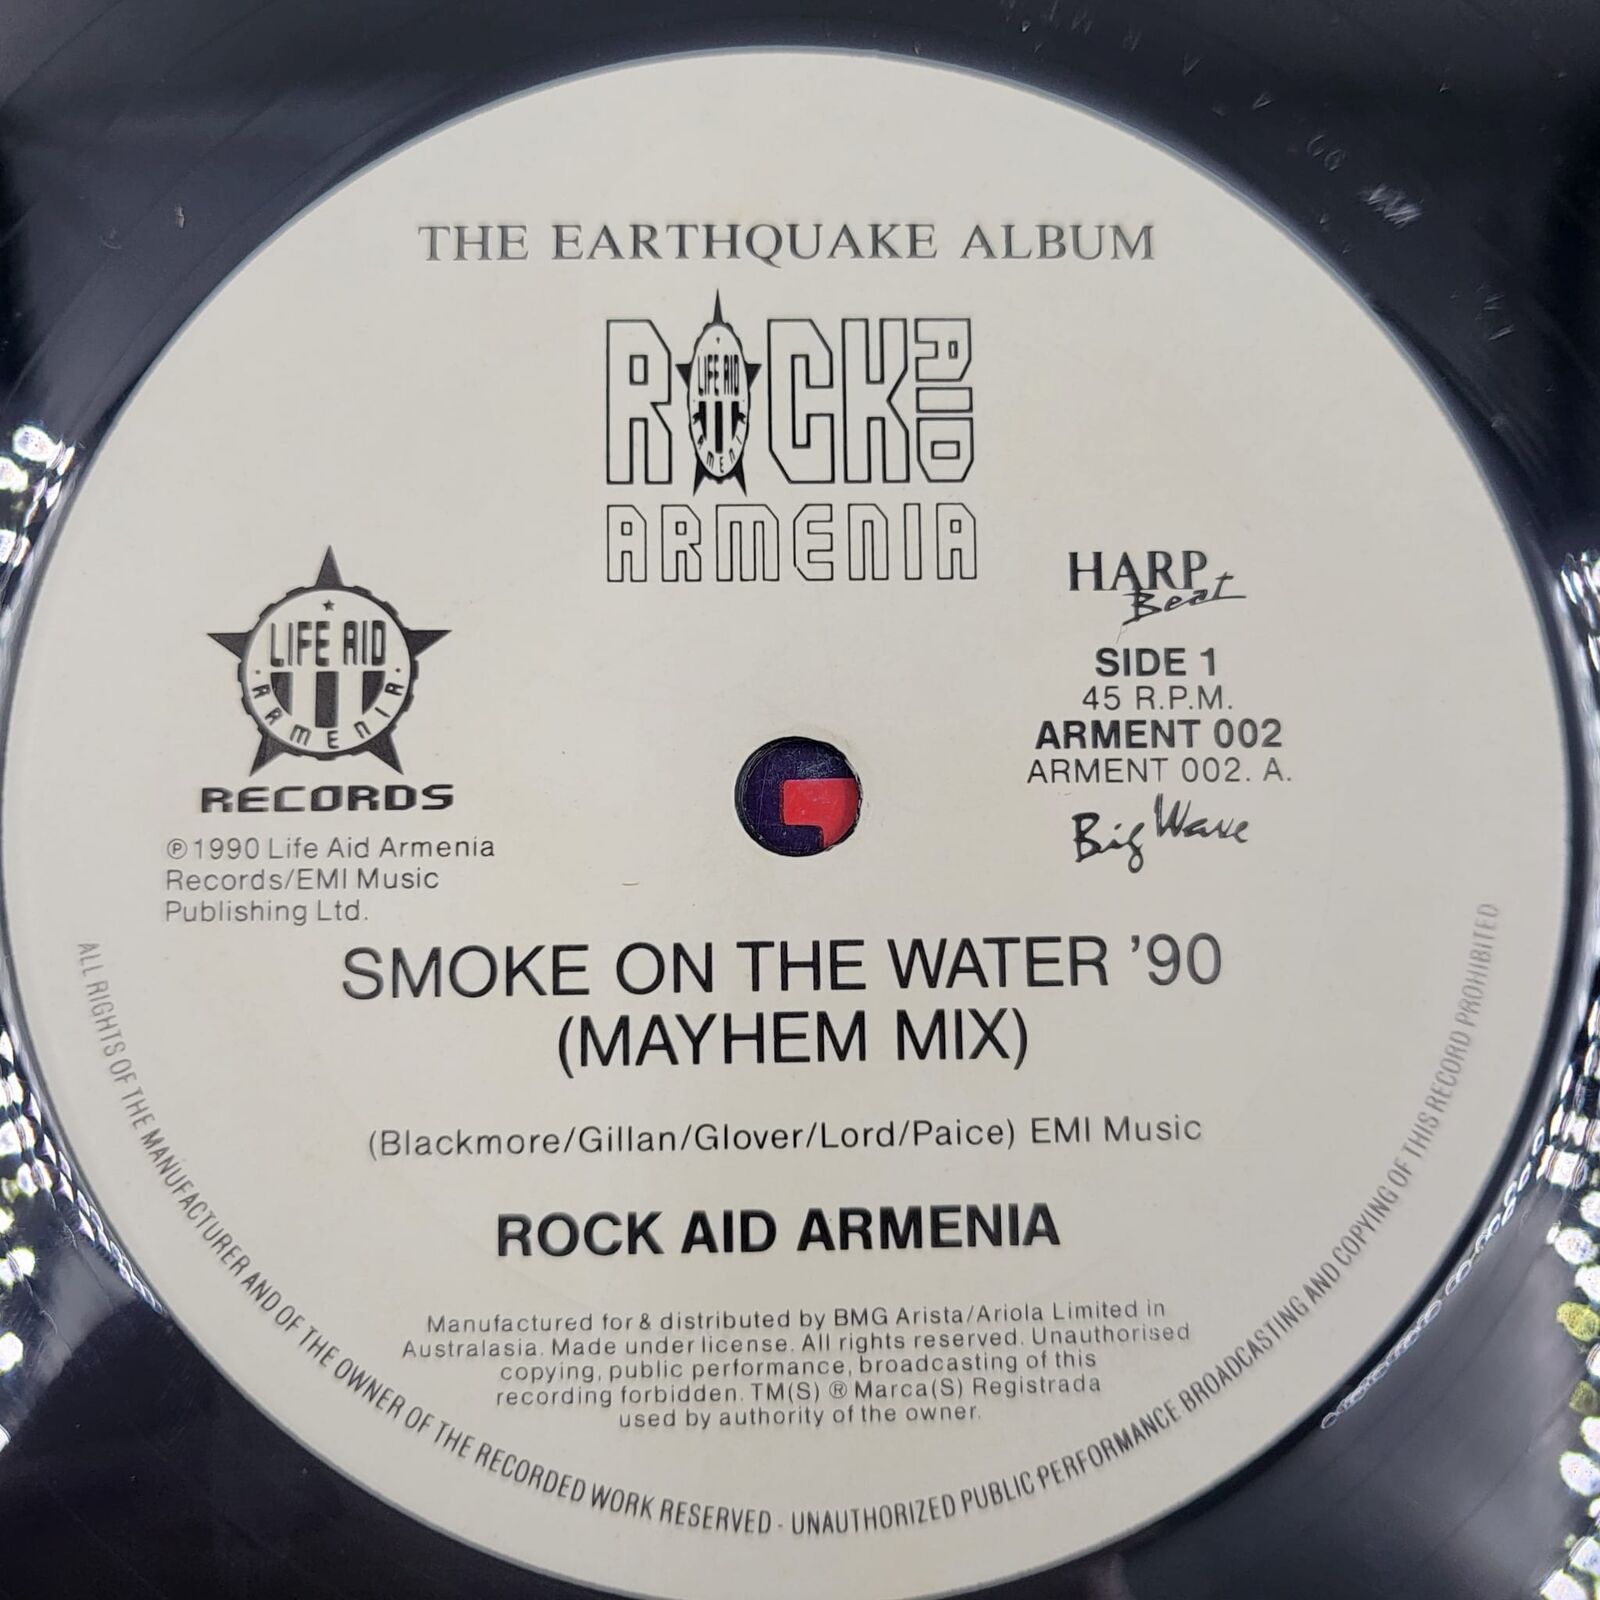 THE EARTHQUAKE ALBUM
ROCK AID
LIFE AID ARMENIA
ARMENIA
LIFE AID
ARMENIA
RECORDS
℗1990 Life Aid Armenia
Records/EMI Music
Publishing Ltd.
HARP
Beat
SIDE 1
45 R.P.M.
ARMENT 002
ARMENT 002. A.
Big Wave
SMOKE ON THE WATER ’90
(MAYHEM MIX)
(Blackmore/Gillan/Glover/Lord/Paice) EMI Music
ROCK AID ARMENIA
Manufactured for & distributed by BMG Arista/Ariola Limited in
Australasia. Made under license. All rights reserved. Unauthorised
copying, public performance, broadcasting of this
recording forbidden. TM(S) ® Marca(S) Registrada
used by authority of the owner.
ALL RIGHTS OF THE MANUFACTURER AND OF THE OWNER OF THE RECORDED WORK RESERVED - UNAUTHORIZED PUBLIC PERFORMANCE BROADCASTING AND COPYING OF THIS RECORD PROHIBITED